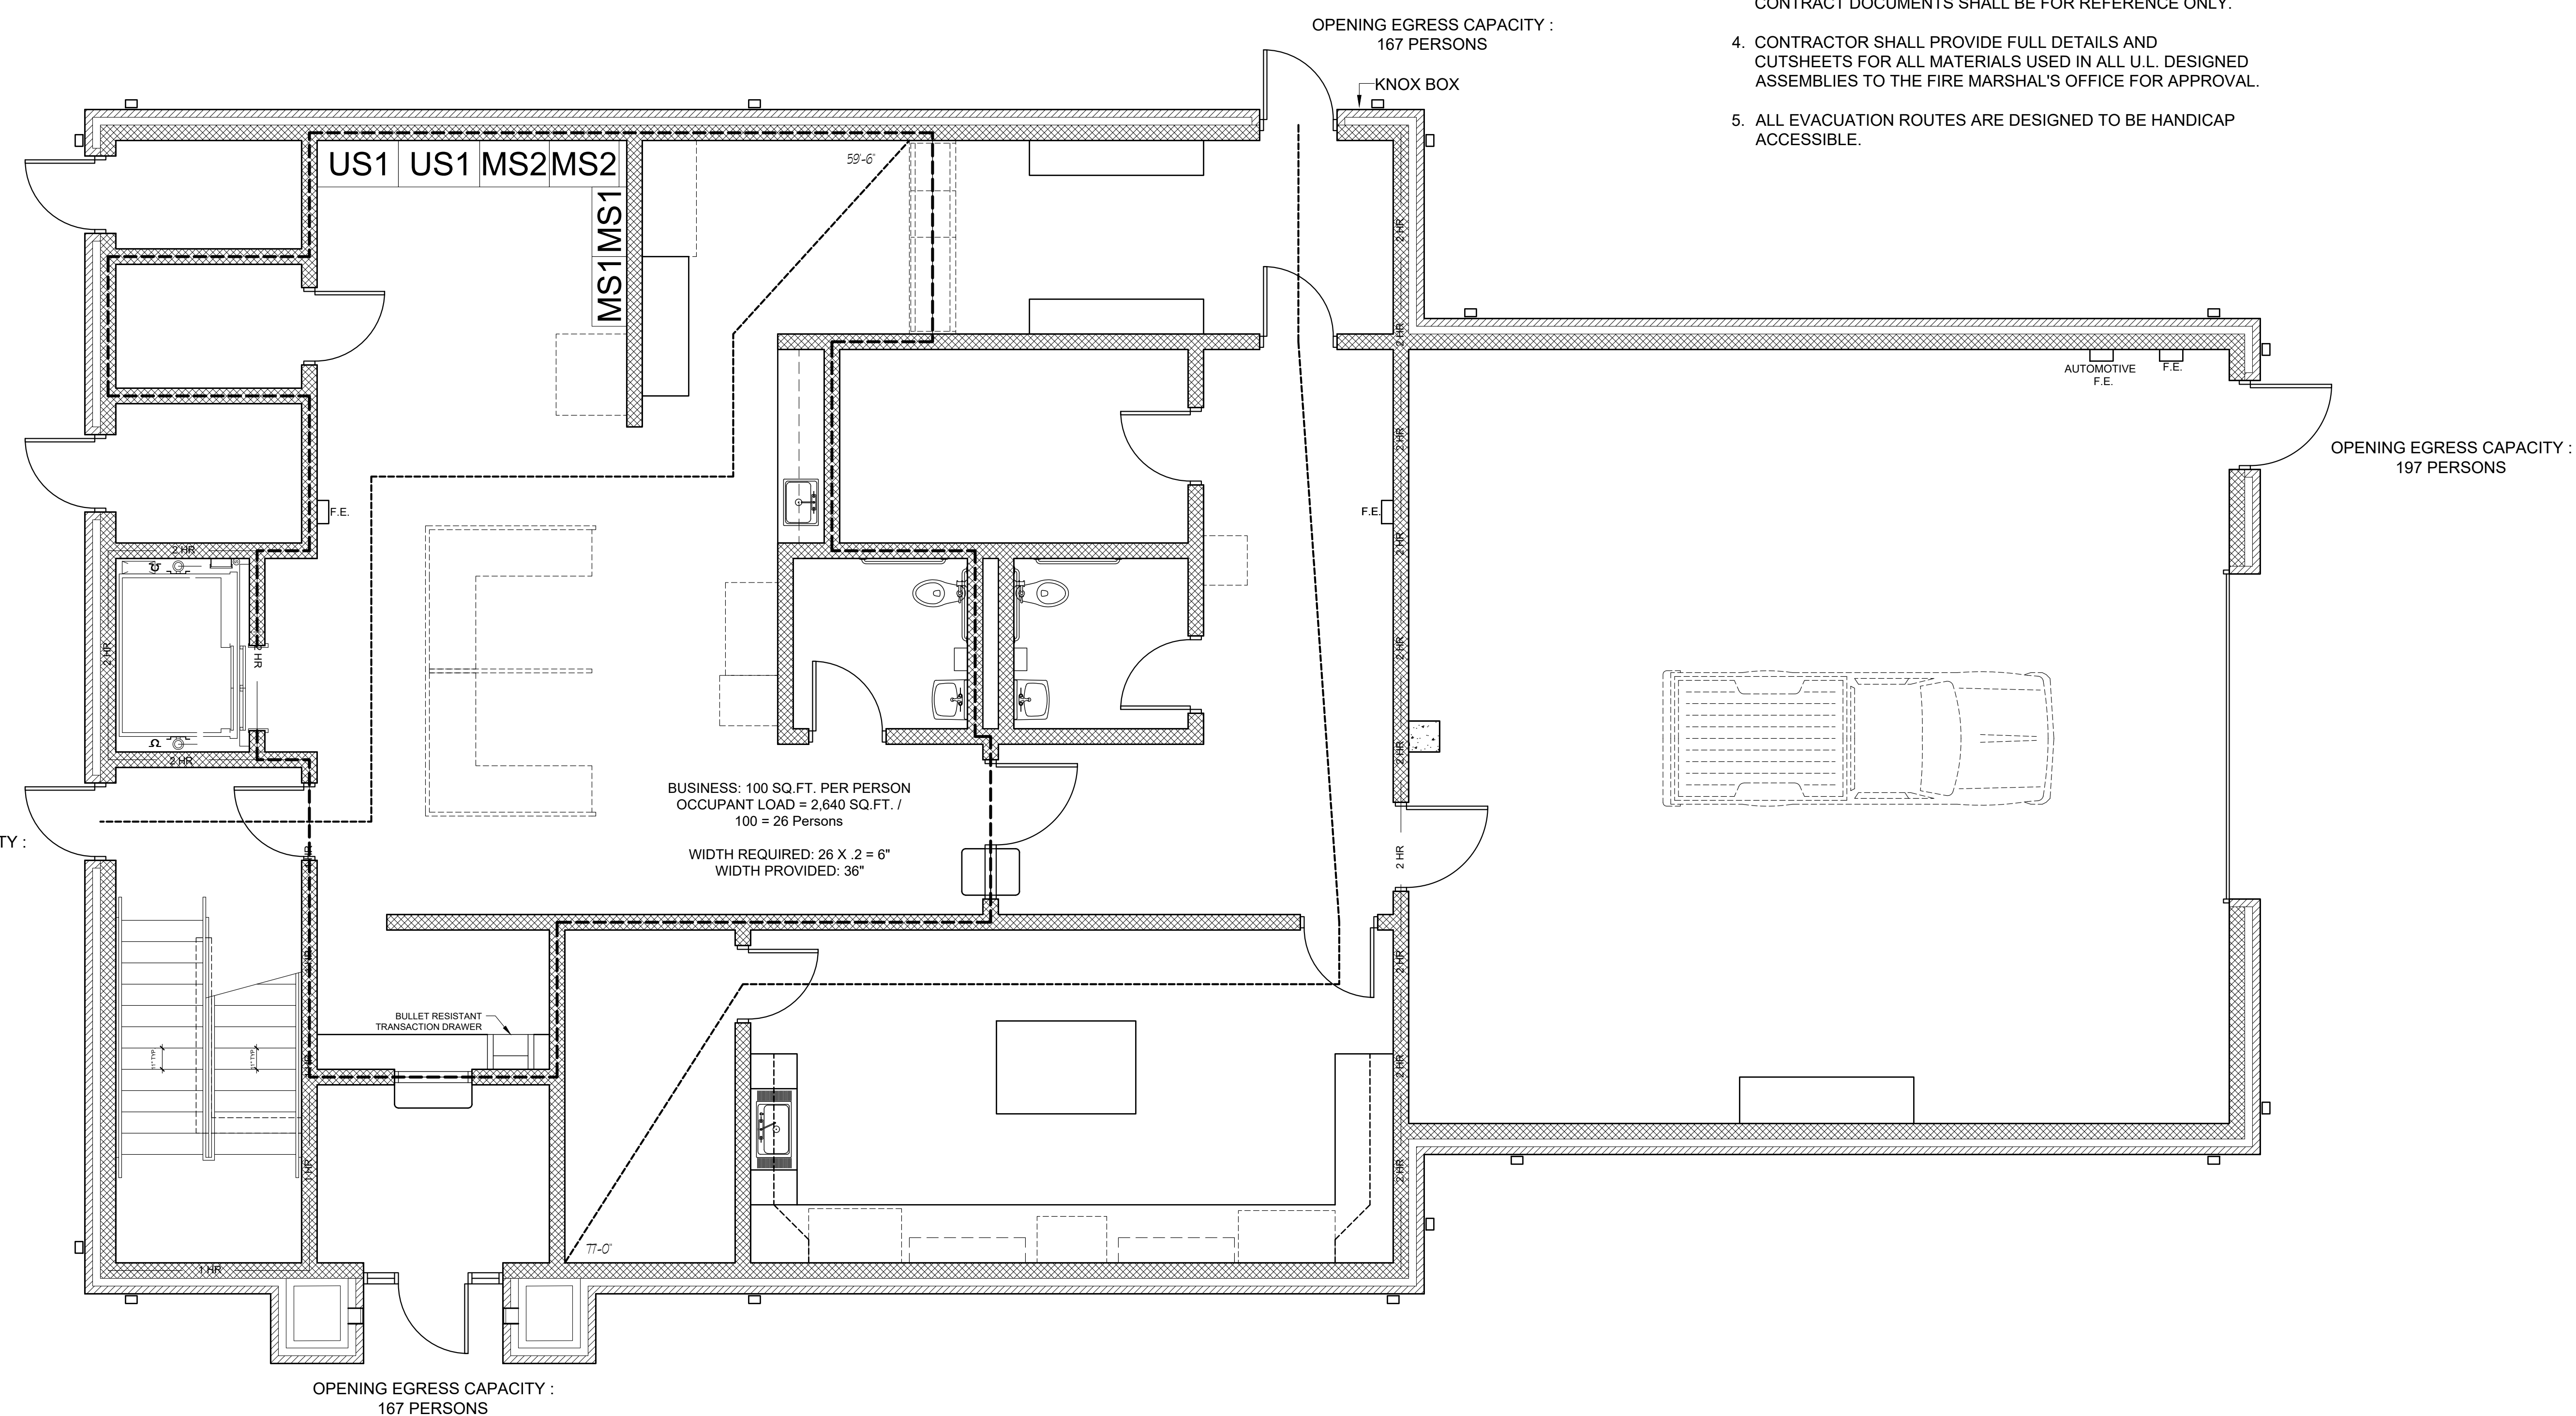 CONTRACT DOCUMENTS SHALL BE FOR REFERENCE ONLY.
4. CONTRACTOR SHALL PROVIDE FULL DETAILS AND
CUTSHEETS FOR ALL MATERIALS USED IN ALL U.L. DESIGNED
ASSEMBLIES TO THE FIRE MARSHAL'S OFFICE FOR APPROVAL.
5. ALL EVACUATION ROUTES ARE DESIGNED TO BE HANDICAP
ACCESSIBLE.
OPENING EGRESS CAPACITY :
167 PERSONS
KNOX BOX
US1 US1 MS2 MS2
MS1
MS1
59'-6"
2 HR
2 HR
AUTOMOTIVE
F.E.
F.E.
OPENING EGRESS CAPACITY :
197 PERSONS
2 HR
F.E.
F.E.
2 HR
2 HR
2 HR
2 HR
2 HR
2 HR
2 HR
BUSINESS: 100 SQ.FT. PER PERSON
OCCUPANT LOAD = 2,640 SQ.FT. /
100 = 26 Persons
WIDTH REQUIRED: 26 X .2 = 6"
WIDTH PROVIDED: 36"
TY :
2 HR
2 HR
BULLET RESISTANT
TRANSACTION DRAWER
11" TYP
11" TYP
2 HR
1 HR
2 HR
77'-0"
1 HR
OPENING EGRESS CAPACITY :
167 PERSONS